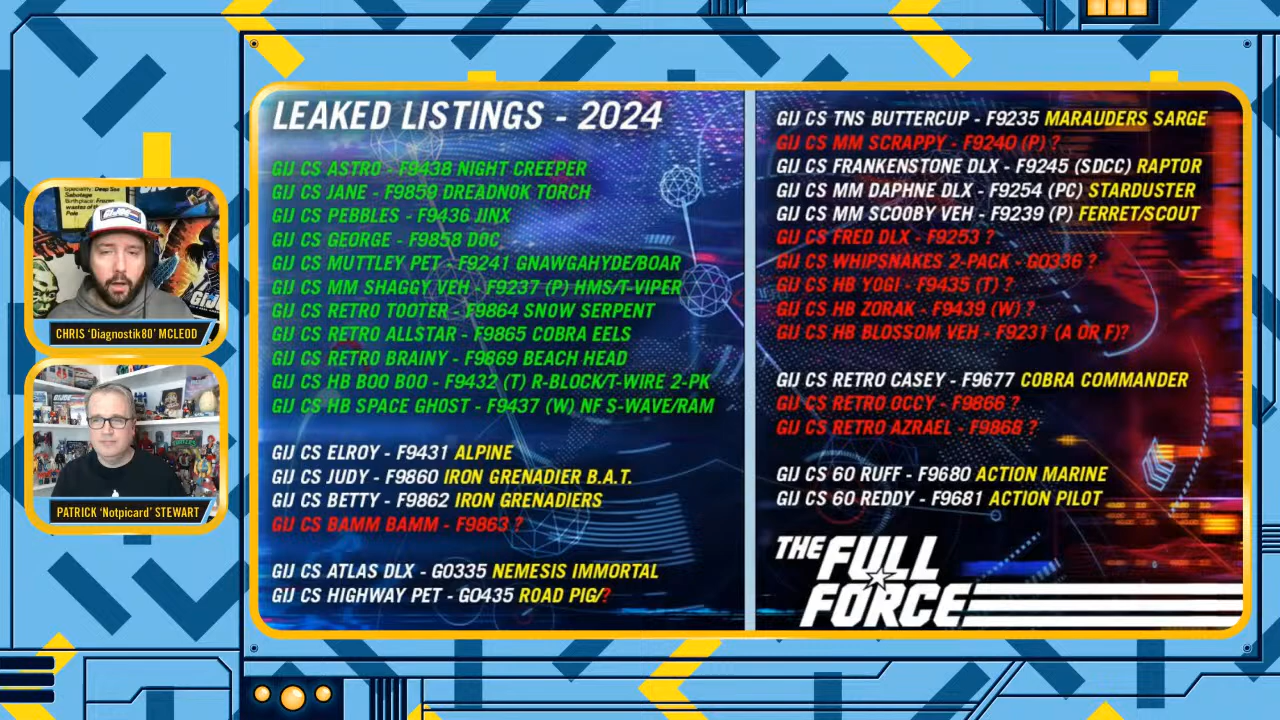 LEAKED LISTINGS - 2024
GIJ CS ASTRO - F9438 NIGHT CREEPER
GIJ CS JANE - F9859 DREADNOK TORCH
GIJ CS PEBBLES - F9436 JINX
GIJ CS GEORGE - F9858 DOC
GIJ CS MUTTLEY PET - F9241 GNAWGAHYDE/BOAR
GIJ CS MM SHAGGY VEH - F9237 (P) HMS/T-VIPER
GIJ CS RETRO TOOTER - F9864 SNOW SERPENT
GIJ CS RETRO ALLSTAR - F9865 COBRA EELS
GIJ CS RETRO BRAINY - F9869 BEACH HEAD
GIJ CS HB BOO BOO - F9432 (T) R-BLOCK/T-WIRE 2-PK
GIJ CS HB SPACE GHOST - F9437 (W) NF S-WAVE/RAM
GIJ CS ELROY - F9431 ALPINE
GIJ CS JUDY - F9860 IRON GRENADIER B.A.T.
GIJ CS BETTY - F9862 IRON GRENADIERS
GIJ CS BAMM BAMM - F9863 ?
GIJ CS ATLAS DLX - G0335 NEMESIS IMMORTAL
GIJ CS HIGHWAY PET - G0435 ROAD PIG/?
GIJ CS TNS BUTTERCUP - F9235 MARAUDERS SARGE
GIJ CS MM SCRAPPY - F9240 (P) ?
GIJ CS FRANKENSTONE DLX - F9245 (SDCC) RAPTOR
GIJ CS MM DAPHNE DLX - F9254 (PC) STARDUSTER
GIJ CS MM SCOOBY VEH - F9239 (P) FERRET/SCOUT
GIJ CS FRED DLX - F9253 ?
GIJ CS WHIPSNAKES 2-PACK - G0336 ?
GIJ CS HB YOGI - F9435 (T) ?
GIJ CS HB ZORAK - F9439 (W) ?
GIJ CS HB BLOSSOM VEH - F9231 (A OR F)?
GIJ CS RETRO CASEY - F9677 COBRA COMMANDER
GIJ CS RETRO OCCY - F9866 ?
GIJ CS RETRO AZRAEL - F9868 ?
GIJ CS 60 RUFF - F9680 ACTION MARINE
GIJ CS 60 REDDY - F9681 ACTION PILOT
THE FULL
FORCE
Speciality: Deep Sea
Sabotage
Birthplace: Frozen
wastes of the
Pole
CHRIS 'Diagnostik80' MCLEOD
PATRICK 'Notpicard' STEWART